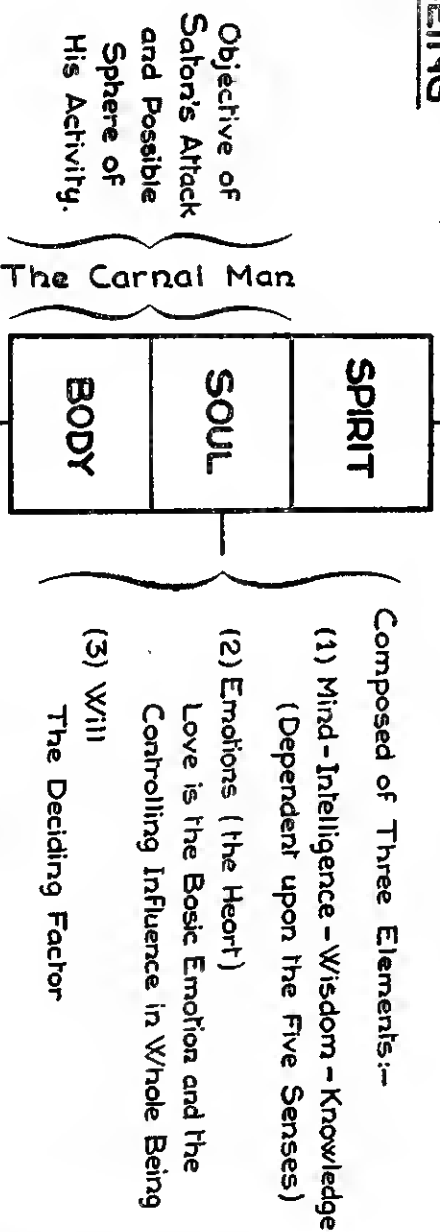 Objective of
Satan's Attack
and Possible
Sphere of
His Activity.
The Carnal Man
SPIRIT
SOUL
BODY
Composed of Three Elements:-
(1) Mind - Intelligence - Wisdom - Knowledge
(Dependent upon the Five Senses)
(2) Emotions (the Heart)
Love is the Basic Emotion and the
Controlling Influence in Whole Being
(3) Will
The Deciding Factor